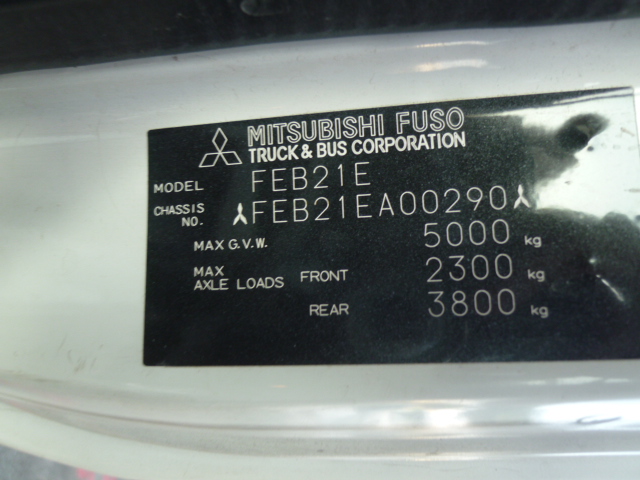 MITSUBISHI FUSO
TRUCK & BUS CORPORATION
MODEL FEB21E
CHASSIS NO. FEB21EA00290
MAX G.V.W. 5000 kg
MAX AXLE LOADS FRONT 2300 kg
REAR 3800 kg